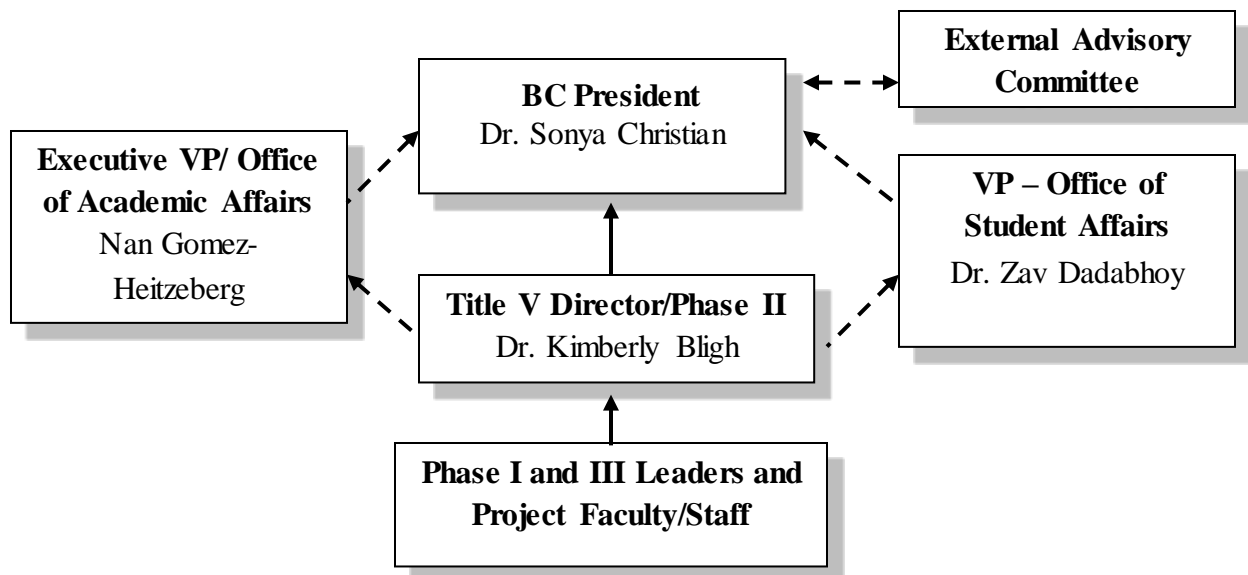 External Advisory
Committee
BC President
Dr. Sonya Christian
Executive VP/ Office
of Academic Affairs
Nan Gomez-
Heitzeberg
VP – Office of
Student Affairs
Dr. Zav Dadabhoy
Title V Director/Phase II
Dr. Kimberly Bligh
Phase I and III Leaders and
Project Faculty/Staff